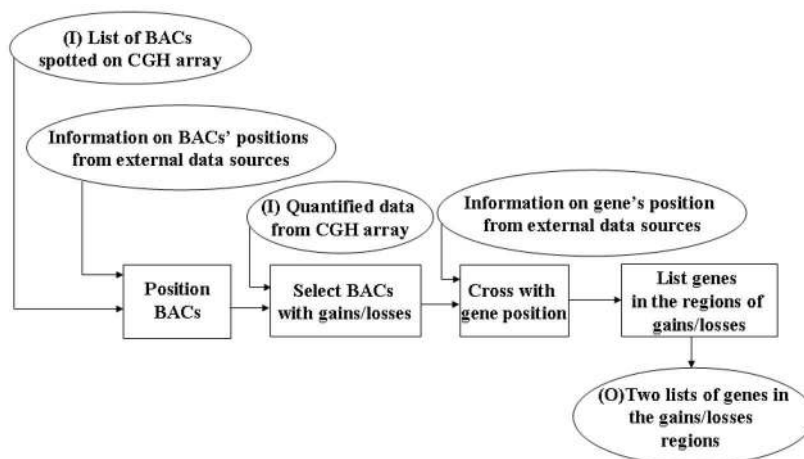 (I) List of BACs
spotted on CGH array
Information on BACs' positions
from external data sources
(I) Quantified data
from CGH array
Information on gene's position
from external data sources
Position
BACs
Select BACs
with gains/losses
Cross with
gene position
List genes
in the regions of
gains/losses
(O)Two lists of genes in
the gains/losses
regions